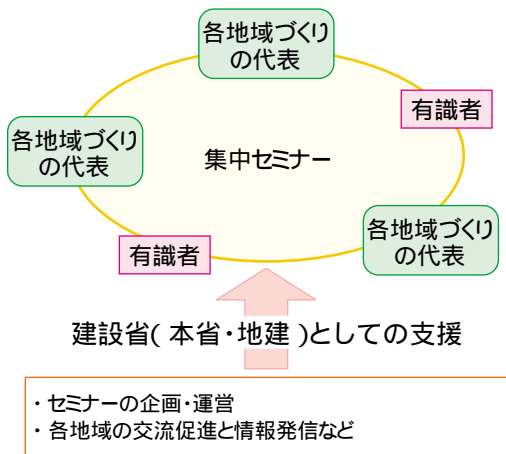 各地域づくり
の代表
有識者
各地域づくり
の代表
集中セミナー
各地域づくり
の代表
有識者
建設省(本省・地建)としての支援
・セミナーの企画・運営
・各地域の交流促進と情報発信など